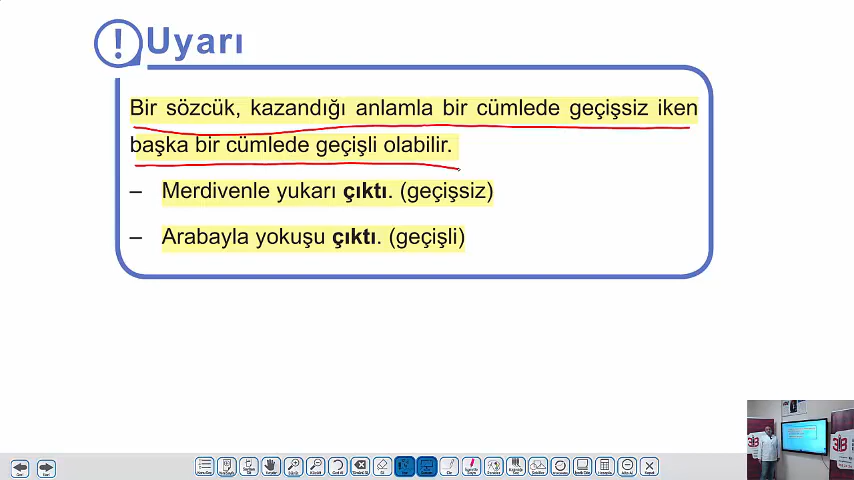 Uyarı
Bir sözcük, kazandığı anlamla bir cümlede geçişsiz iken
başka bir cümlede geçişli olabilir.
– Merdivenle yukarı çıktı. (geçişsiz)
– Arabayla yokuşu çıktı. (geçişli)